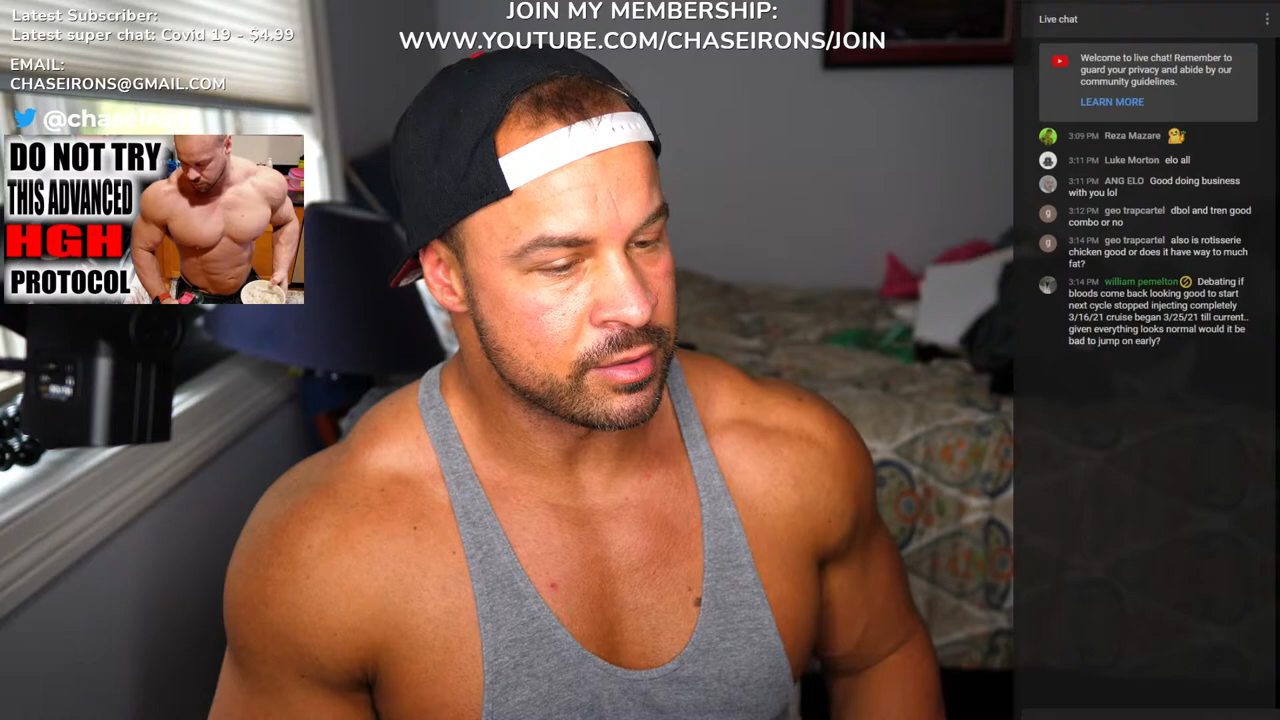 Latest Subscriber:
Latest super chat: Covid 19 - $4.99
EMAIL:
CHASEIRONS@GMAIL.COM
@chaseirons
DO NOT TRY
THIS ADVANCED
HGH
PROTOCOL
JOIN MY MEMBERSHIP:
WWW.YOUTUBE.COM/CHASEIRONS/JOIN
Live chat
Welcome to live chat! Remember to
guard your privacy and abide by our
community guidelines.
LEARN MORE
3:09 PM Reza Mazare
3:11 PM Luke Morton elo all
3:11 PM ANG ELO Good doing business
with you lol
g
3:12 PM geo trapcartel dbol and tren good
combo or no
g
3:14 PM geo trapcartel also is rotisserie
chicken good or does it have way to much
fat?
3:14 PM william pemelton Debating if
bloods come back looking good to start
next cycle stopped injecting completely
3/16/21 cruise began 3/25/21 till current..
given everything looks normal would it be
bad to jump on early?